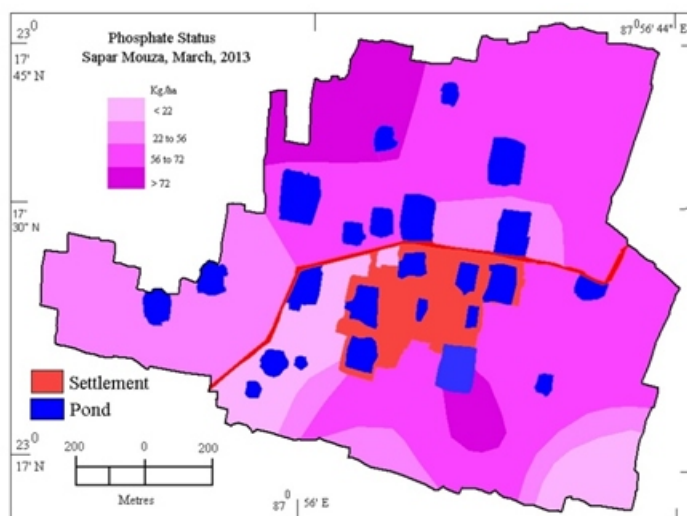 23⁰
17'
45" N
Phosphate Status
Sapar Mouza, March, 2013
87⁰56' 44" E
Kg/ha
< 22
22 to 56
56 to 72
> 72
17'
30" N
Settlement
Pond
23⁰
17' N
200 0 200
Metres
87⁰ 56' E